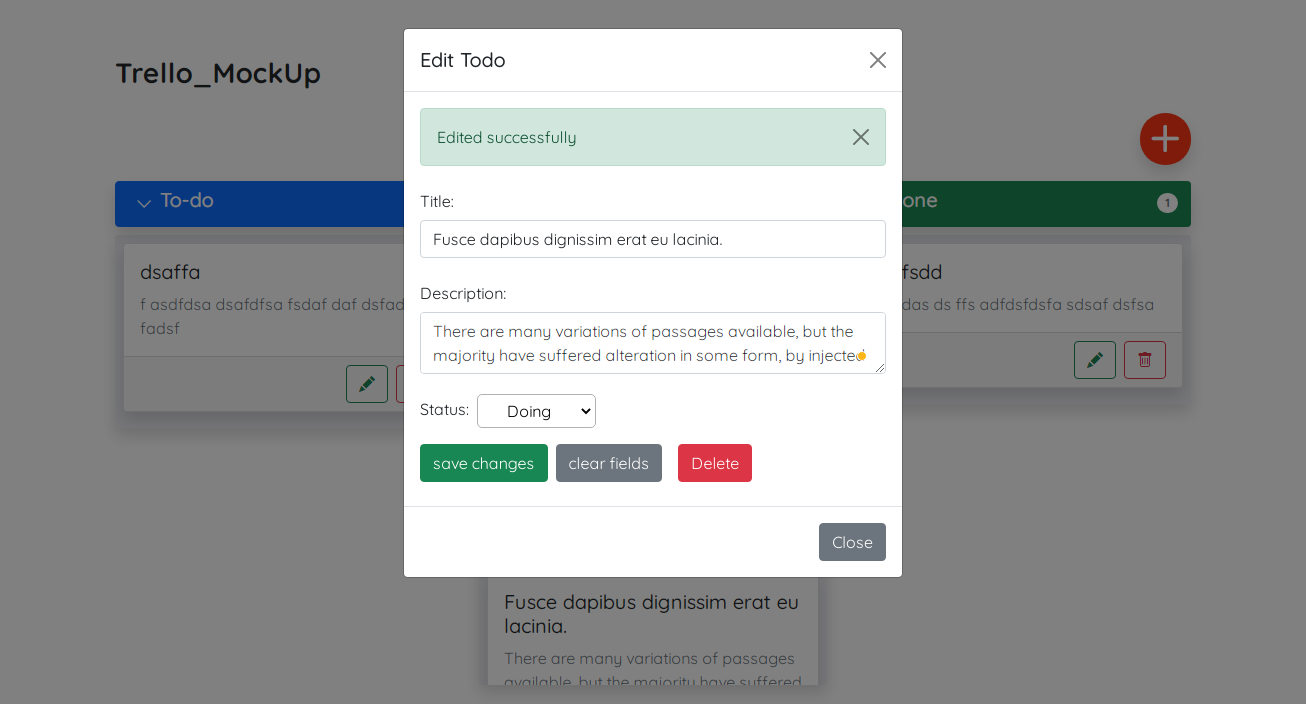 Trello_MockUp
Edit Todo
Edited successfully
Title:
Fusce dapibus dignissim erat eu lacinia.
Description:
There are many variations of passages available, but the
majority have suffered alteration in some form, by injected
Status: Doing
save changes clear fields Delete
Close
To-do
dsaffa
f asdfdsa dsafdfsa fsdaf daf dsfad
fadsf
one 1
fsdd
das ds ffs adfdsfdsfa sdsaf dsfsa
Fusce dapibus dignissim erat eu
lacinia.
There are many variations of passages
available, but the majority have suffered